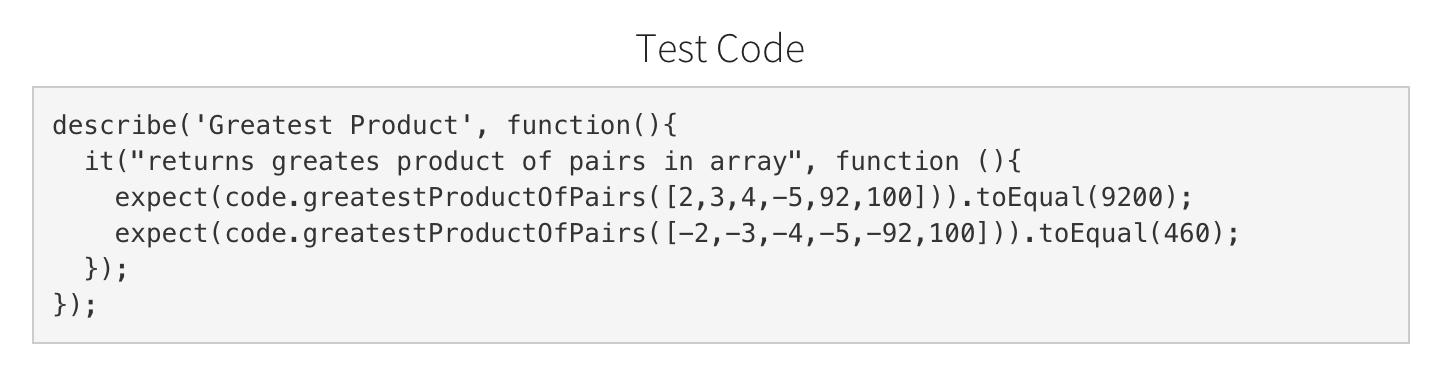 Test Code
describe('Greatest Product', function(){
  it("returns greates product of pairs in array", function (){
    expect(code.greatestProductOfPairs([2,3,4,-5,92,100])).toEqual(9200);
    expect(code.greatestProductOfPairs([-2,-3,-4,-5,-92,100])).toEqual(460);
  });
});